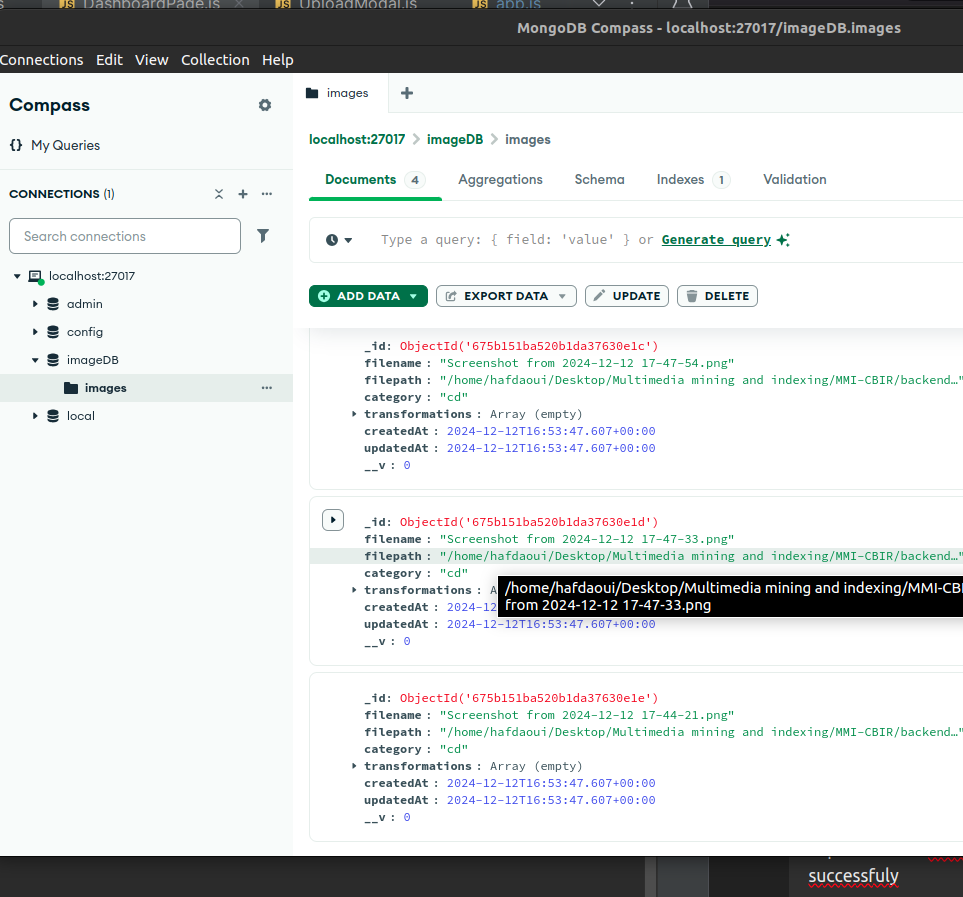 DashboardPage.js
UploadModal.js
app.js
MongoDB Compass - localhost:27017/imageDB.images
Connections Edit View Collection Help
Compass
My Queries
CONNECTIONS (1)
Search connections
localhost:27017
admin
config
imageDB
images
local
images
localhost:27017 > imageDB > images
Documents 4 Aggregations Schema Indexes 1 Validation
Type a query: { field: 'value' } or Generate query
ADD DATA EXPORT DATA UPDATE DELETE
_id: ObjectId('675b151ba520b1da37630e1c')
filename : "Screenshot from 2024-12-12 17-47-54.png"
filepath : "/home/hafdaoui/Desktop/Multimedia mining and indexing/MMI-CBIR/backend…"
category : "cd"
transformations : Array (empty)
createdAt : 2024-12-12T16:53:47.607+00:00
updatedAt : 2024-12-12T16:53:47.607+00:00
__v : 0
_id: ObjectId('675b151ba520b1da37630e1d')
filename : "Screenshot from 2024-12-12 17-47-33.png"
filepath : "/home/hafdaoui/Desktop/Multimedia mining and indexing/MMI-CBIR/backend…"
category : "cd"
transformations : A
/home/hafdaoui/Desktop/Multimedia mining and indexing/MMI-CBI
from 2024-12-12 17-47-33.png
createdAt : 2024-12
updatedAt : 2024-12-12T16:53:47.607+00:00
__v : 0
_id: ObjectId('675b151ba520b1da37630e1e')
filename : "Screenshot from 2024-12-12 17-44-21.png"
filepath : "/home/hafdaoui/Desktop/Multimedia mining and indexing/MMI-CBIR/backend…"
category : "cd"
transformations : Array (empty)
createdAt : 2024-12-12T16:53:47.607+00:00
updatedAt : 2024-12-12T16:53:47.607+00:00
__v : 0
successfuly